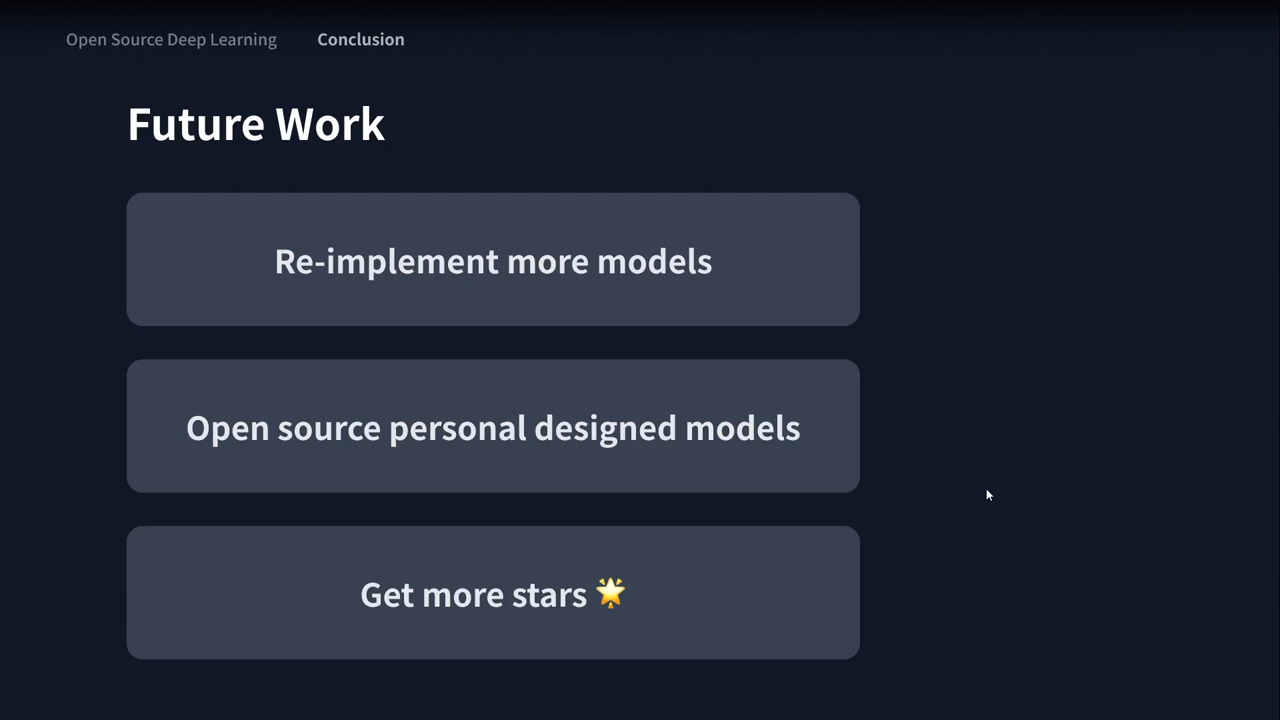 Open Source Deep Learning Conclusion
Future Work
Re-implement more models
Open source personal designed models
Get more stars 🌟